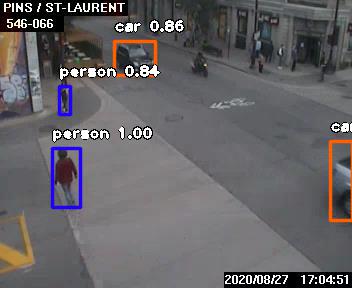 PINS / ST-LAURENT
546-066
car 0.86
person 0.84
person 1.00
ca
2020/08/27 17:04:51